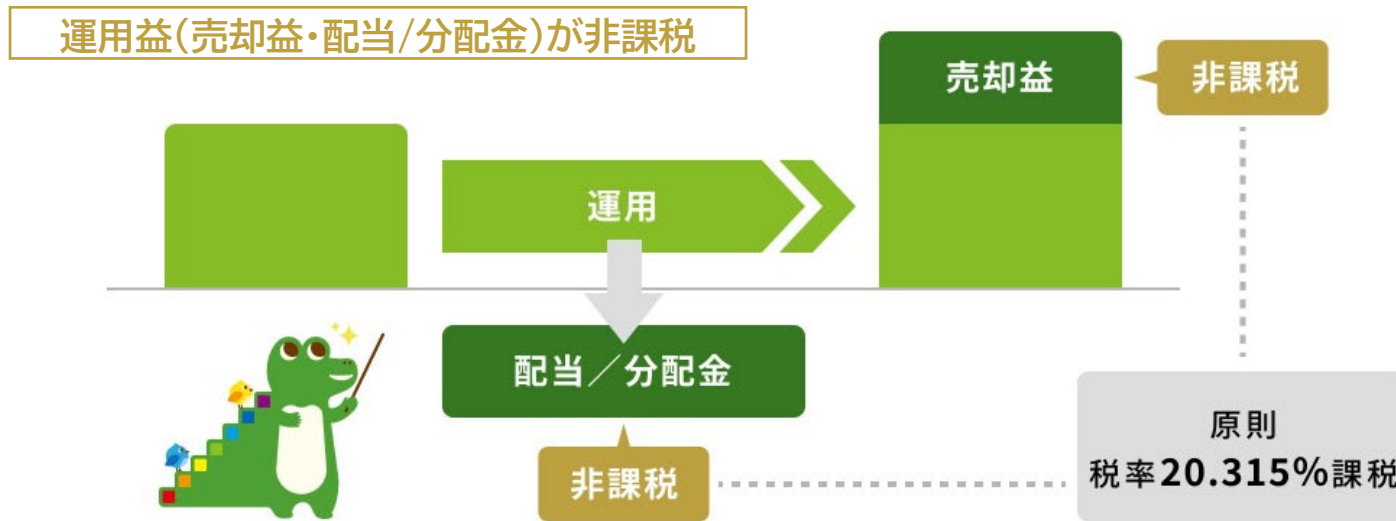 運用益(売却益・配当/分配金)が非課税
売却益
非課税
運用
配当／分配金
非課税
原則
税率20.315%課税